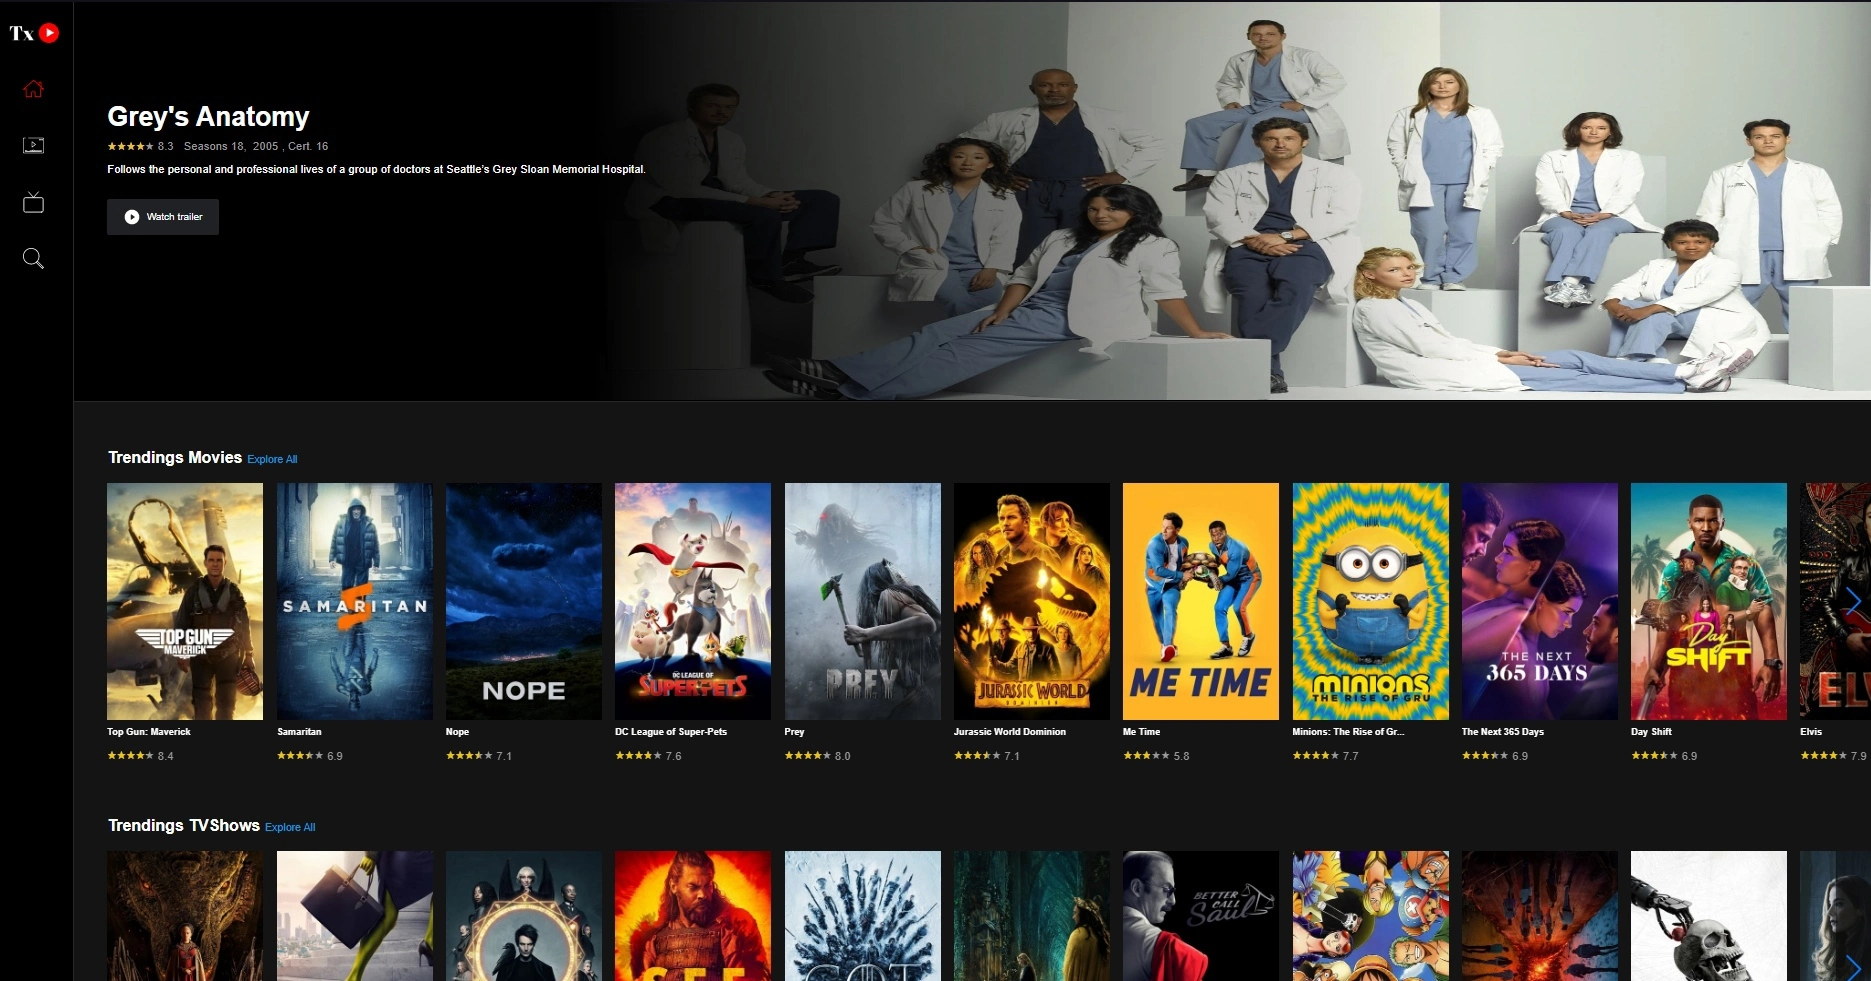 Tx
Grey's Anatomy
8.3 Seasons 18, 2005 , Cert. 16
Follows the personal and professional lives of a group of doctors at Seattle's Grey Sloan Memorial Hospital.
Watch trailer
Trendings Movies Explore All
TOP GUN
MAVERICK
SAMARITAN
NOPE
DC LEAGUE OF
SUPER-PETS
PREY
JURASSIC WORLD
DOMINION
ME TIME
MINIONS
THE RISE OF GRU
THE NEXT
365 DAYS
Day
SHIFT
Top Gun: Maverick
Samaritan
Nope
DC League of Super-Pets
Prey
Jurassic World Dominion
Me Time
Minions: The Rise of Gr...
The Next 365 Days
Day Shift
Elvis
8.4
6.9
7.1
7.6
8.0
7.1
5.8
7.7
6.9
6.9
7.9
Trendings TVShows Explore All
BETTER
CALL
Saul
SEE